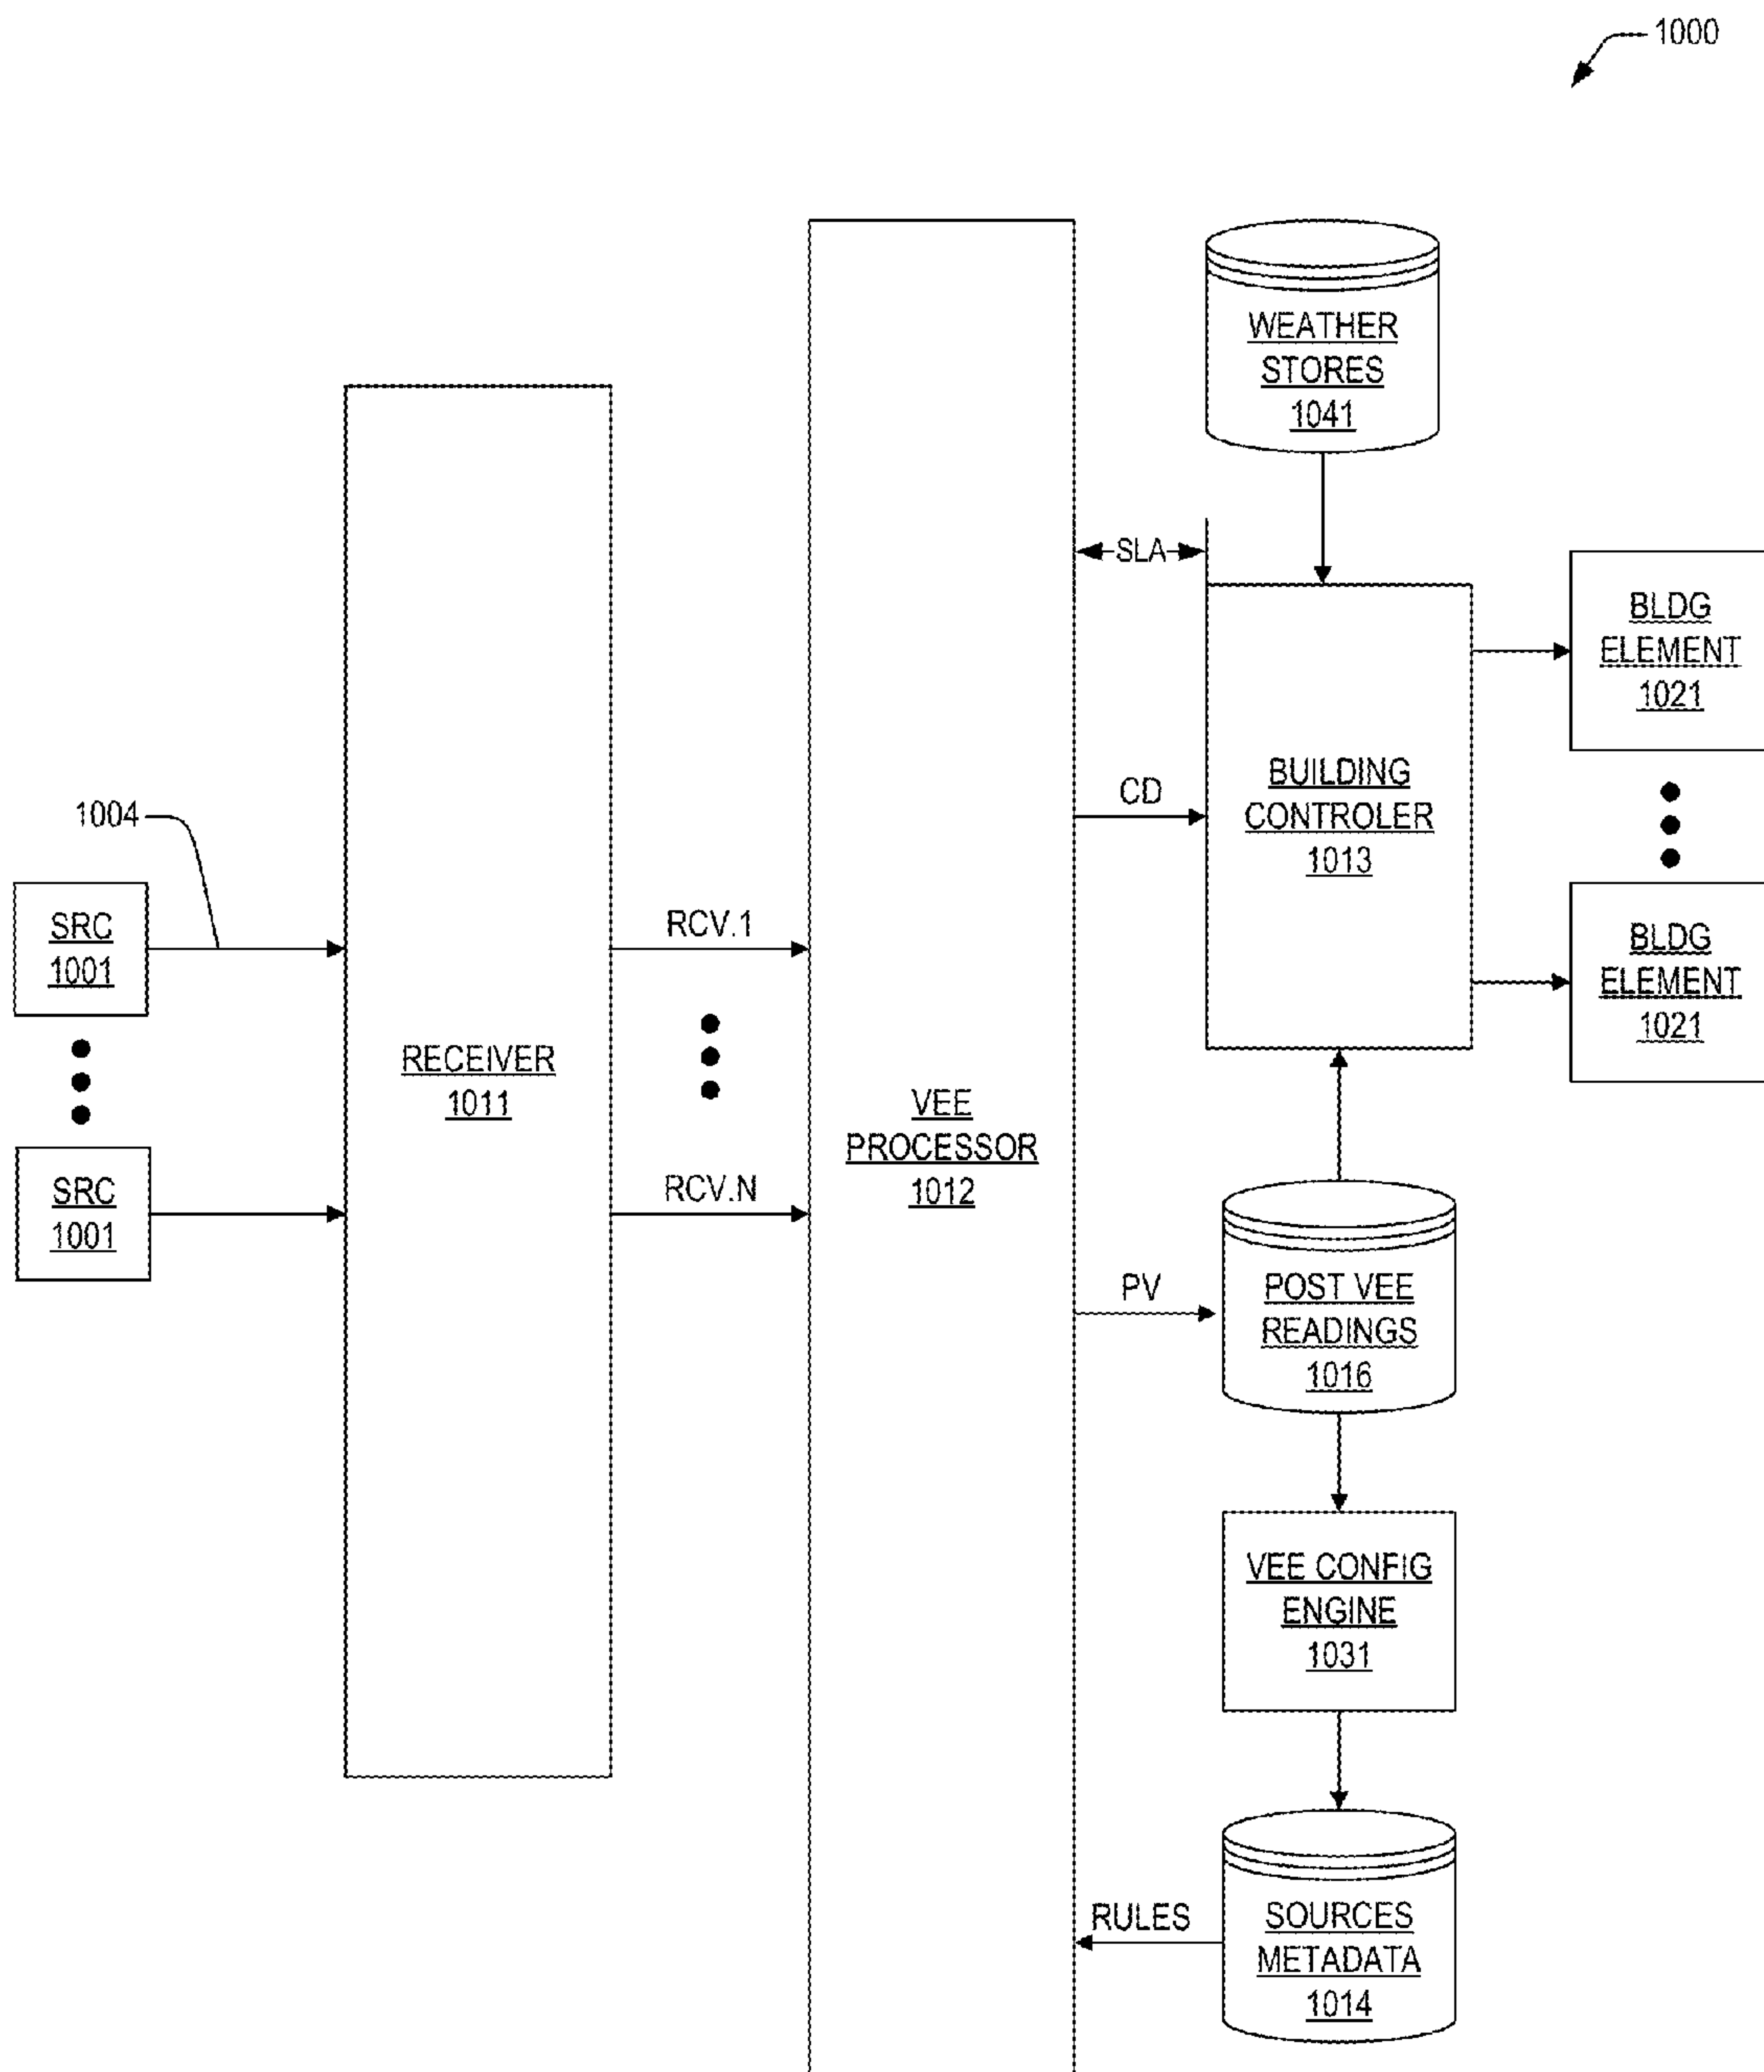 1000
WEATHER
STORES
1041
SLA
BLDG
ELEMENT
1021
CD
BUILDING
CONTROLER
1013
1004
SRC
1001
RCV.1
BLDG
ELEMENT
1021
RECEIVER
1011
VEE
PROCESSOR
1012
SRC
1001
RCV.N
PV
POST VEE
READINGS
1016
VEE CONFIG
ENGINE
1031
RULES
SOURCES
METADATA
1014